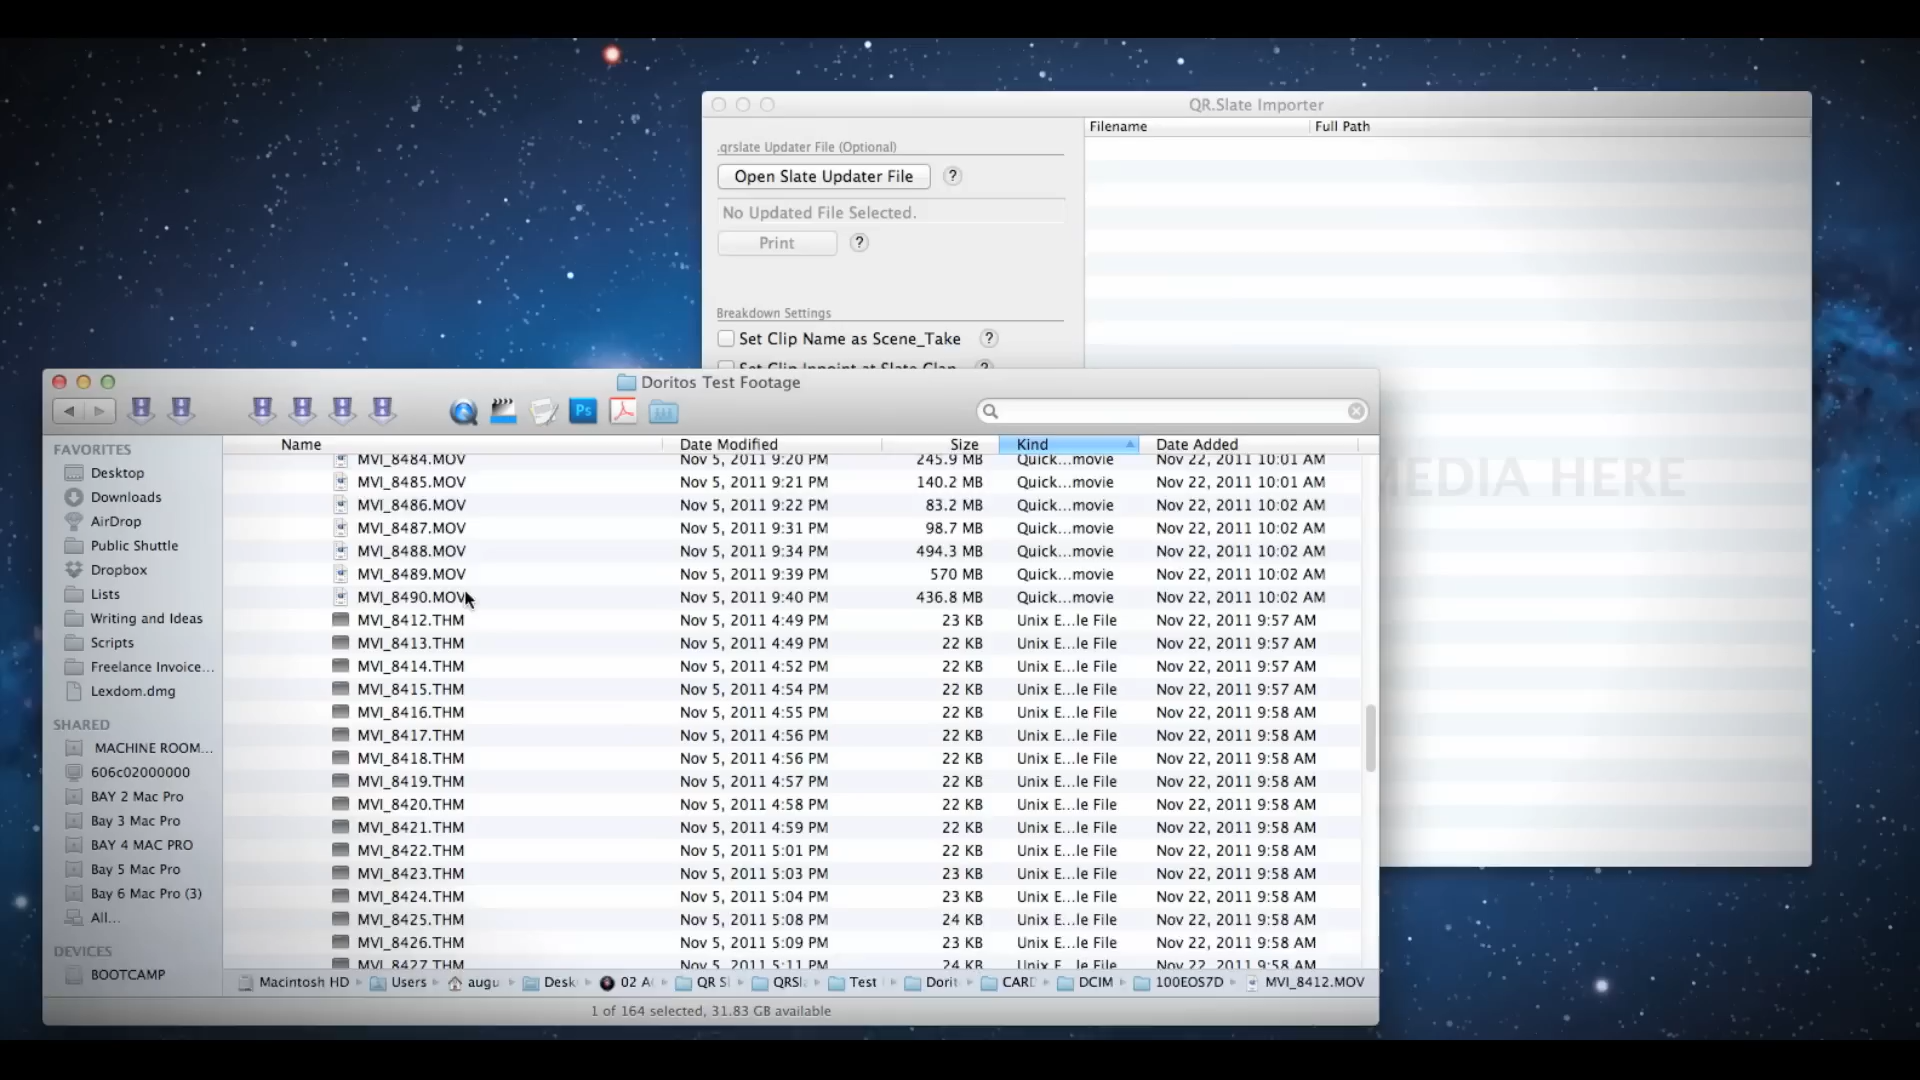 QR.Slate Importer
.qrslate Updater File (Optional)
Open Slate Updater File ?
No Updated File Selected.
Print ?
Breakdown Settings
Set Clip Name as Scene_Take ?
Set Clip Inpoint at Slate Clap ?
Filename Full Path
MEDIA HERE
Doritos Test Footage
Ps
FAVORITES
Desktop
Downloads
AirDrop
Public Shuttle
Dropbox
Lists
Writing and Ideas
Scripts
Freelance Invoice...
Lexdom.dmg
SHARED
MACHINE ROOM...
606c02000000
BAY 2 Mac Pro
Bay 3 Mac Pro
BAY 4 MAC PRO
Bay 5 Mac Pro
Bay 6 Mac Pro (3)
All...
DEVICES
BOOTCAMP
Name Date Modified Size Kind Date Added
MVI_8484.MOV Nov 5, 2011 9:20 PM 245.9 MB Quick...movie Nov 22, 2011 10:01 AM
MVI_8485.MOV Nov 5, 2011 9:21 PM 140.2 MB Quick...movie Nov 22, 2011 10:01 AM
MVI_8486.MOV Nov 5, 2011 9:22 PM 83.2 MB Quick...movie Nov 22, 2011 10:02 AM
MVI_8487.MOV Nov 5, 2011 9:31 PM 98.7 MB Quick...movie Nov 22, 2011 10:02 AM
MVI_8488.MOV Nov 5, 2011 9:34 PM 494.3 MB Quick...movie Nov 22, 2011 10:02 AM
MVI_8489.MOV Nov 5, 2011 9:39 PM 570 MB Quick...movie Nov 22, 2011 10:02 AM
MVI_8490.MOV Nov 5, 2011 9:40 PM 436.8 MB Quick...movie Nov 22, 2011 10:02 AM
MVI_8412.THM Nov 5, 2011 4:49 PM 23 KB Unix E...le File Nov 22, 2011 9:57 AM
MVI_8413.THM Nov 5, 2011 4:49 PM 22 KB Unix E...le File Nov 22, 2011 9:57 AM
MVI_8414.THM Nov 5, 2011 4:52 PM 22 KB Unix E...le File Nov 22, 2011 9:57 AM
MVI_8415.THM Nov 5, 2011 4:54 PM 22 KB Unix E...le File Nov 22, 2011 9:57 AM
MVI_8416.THM Nov 5, 2011 4:55 PM 22 KB Unix E...le File Nov 22, 2011 9:58 AM
MVI_8417.THM Nov 5, 2011 4:56 PM 22 KB Unix E...le File Nov 22, 2011 9:58 AM
MVI_8418.THM Nov 5, 2011 4:56 PM 22 KB Unix E...le File Nov 22, 2011 9:58 AM
MVI_8419.THM Nov 5, 2011 4:57 PM 22 KB Unix E...le File Nov 22, 2011 9:58 AM
MVI_8420.THM Nov 5, 2011 4:58 PM 22 KB Unix E...le File Nov 22, 2011 9:58 AM
MVI_8421.THM Nov 5, 2011 4:59 PM 22 KB Unix E...le File Nov 22, 2011 9:58 AM
MVI_8422.THM Nov 5, 2011 5:01 PM 22 KB Unix E...le File Nov 22, 2011 9:58 AM
MVI_8423.THM Nov 5, 2011 5:03 PM 22 KB Unix E...le File Nov 22, 2011 9:58 AM
MVI_8424.THM Nov 5, 2011 5:04 PM 23 KB Unix E...le File Nov 22, 2011 9:58 AM
MVI_8425.THM Nov 5, 2011 5:08 PM 24 KB Unix E...le File Nov 22, 2011 9:58 AM
MVI_8426.THM Nov 5, 2011 5:09 PM 23 KB Unix E...le File Nov 22, 2011 9:58 AM
MVI_8427.THM Nov 5, 2011 5:11 PM 24 KB Unix E...le File Nov 22, 2011 9:58 AM
Macintosh HD Users augu Desk 02 A QR S QRSl Test Dorit CARD DCIM 100EOS7D MVI_8412.MOV
1 of 164 selected, 31.83 GB available